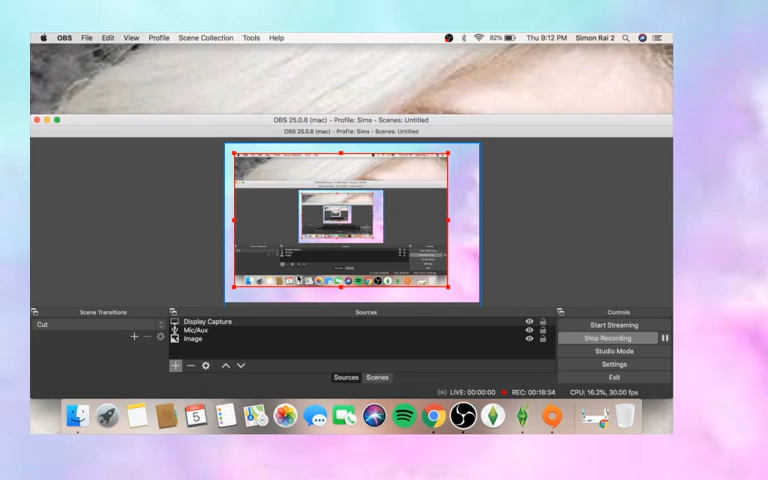 OBS File Edit View Profile Scene Collection Tools Help 82% Thu 9:12 PM Simon Rai 2
OBS 25.0.8 (mac) - Profile: Sims - Scenes: Untitled
OBS 25.0.8 (mac) - Profile: Sims - Scenes: Untitled
Scene Transitions Sources Controls
Cut Display Capture Start Streaming
Mic/Aux
Image Stop Recording
Studio Mode
Settings
Sources Scenes Exit
LIVE: 00:00:00 REC: 00:18:34 CPU: 16.2%, 30.00 fps
5